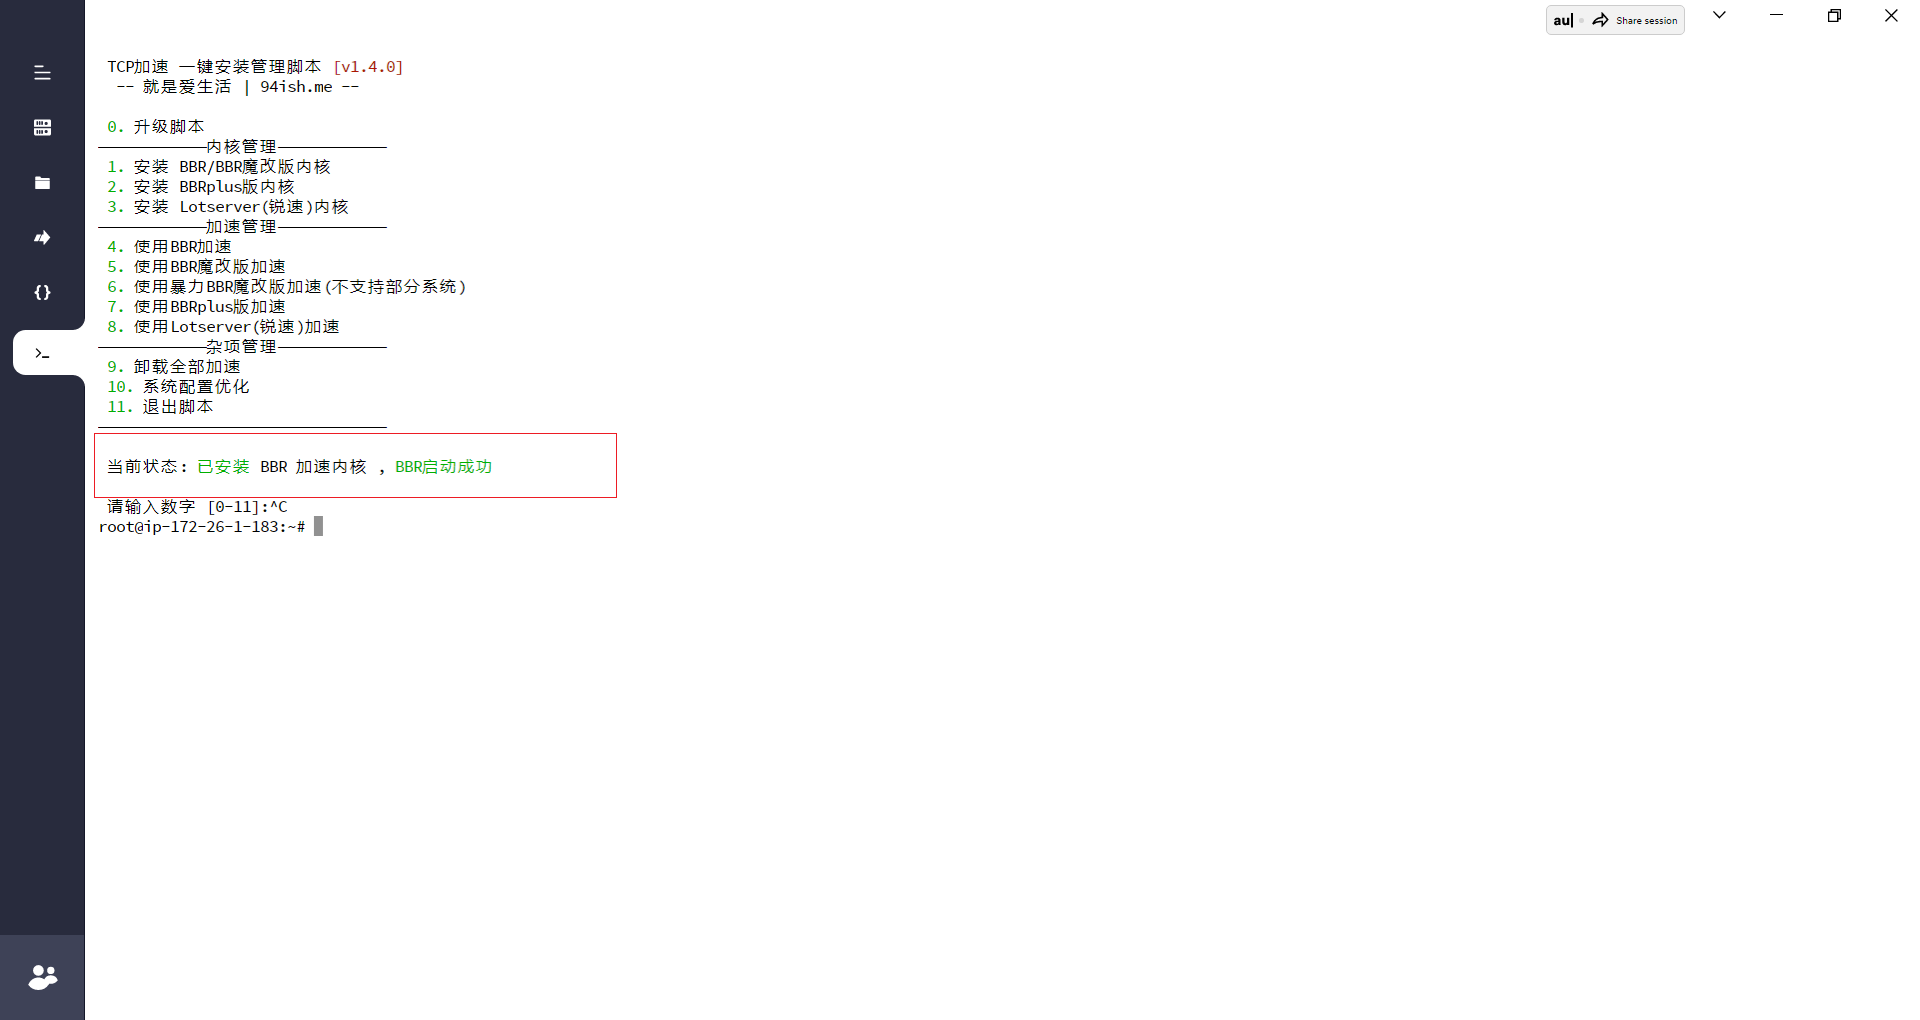 au| Share session
TCP加速 一键安装管理脚本 [v1.4.0]
-- 就是爱生活 | 94ish.me --
0. 升级脚本
————————————内核管理————————————
1. 安装 BBR/BBR魔改版内核
2. 安装 BBRplus版内核
3. 安装 Lotserver(锐速)内核
————————————加速管理————————————
4. 使用BBR加速
5. 使用BBR魔改版加速
6. 使用暴力BBR魔改版加速(不支持部分系统)
7. 使用BBRplus版加速
8. 使用Lotserver(锐速)加速
————————————杂项管理————————————
9. 卸载全部加速
10. 系统配置优化
11. 退出脚本
————————————————————————————————
当前状态: 已安装 BBR 加速内核 , BBR启动成功
请输入数字 [0-11]:^C
root@ip-172-26-1-183:~#